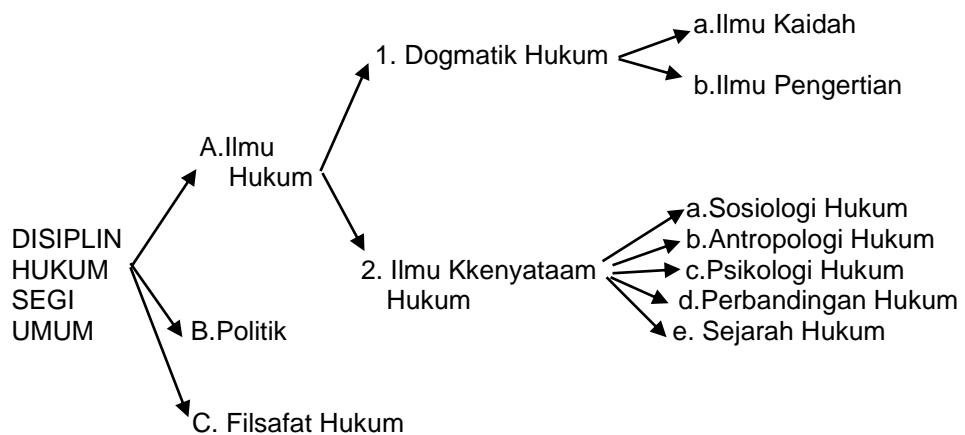 a.Ilmu Kaidah
1. Dogmatik Hukum
b.Ilmu Pengertian
A.Ilmu
Hukum
a.Sosiologi Hukum
DISIPLIN
b.Antropologi Hukum
HUKUM
2. Ilmu Kkenyataam
c.Psikologi Hukum
SEGI
Hukum
d.Perbandingan Hukum
UMUM
B.Politik
e. Sejarah Hukum
C. Filsafat Hukum